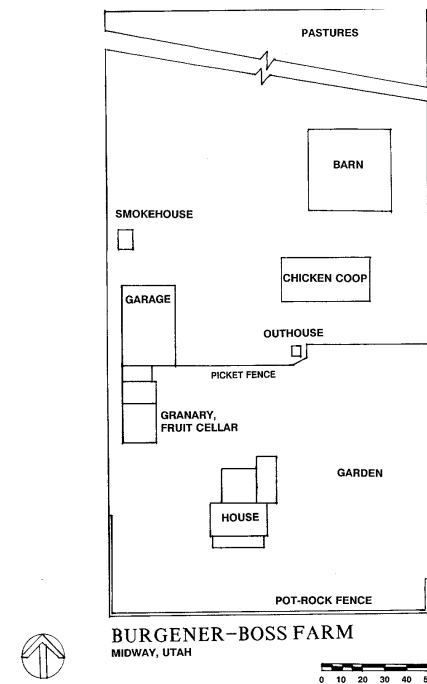 PASTURES
BARN
SMOKEHOUSE
CHICKEN COOP
GARAGE
OUTHOUSE
PICKET FENCE
GRANARY,
FRUIT CELLAR
GARDEN
HOUSE
POT-ROCK FENCE
BURGENER-BOSS FARM
MIDWAY, UTAH
0 10 20 30 40